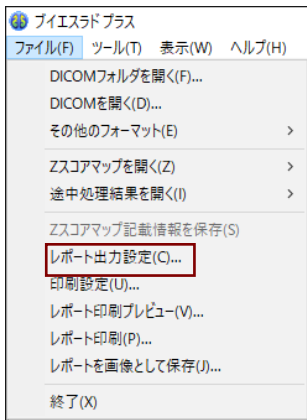 ブイエスラド プラス
ファイル(F) ツール(T) 表示(W) ヘルプ(H)
DICOMフォルダを開く(F)...
DICOMを開く(D)...
その他のフォーマット(E) >
Zスコアマップを開く(Z) >
途中処理結果を開く(I) >
Zスコアマップ記載情報を保存(S)
レポート出力設定(C)...
印刷設定(U)...
レポート印刷プレビュー(V)...
レポート印刷(P)...
レポートを画像として保存(J)...
終了(X)